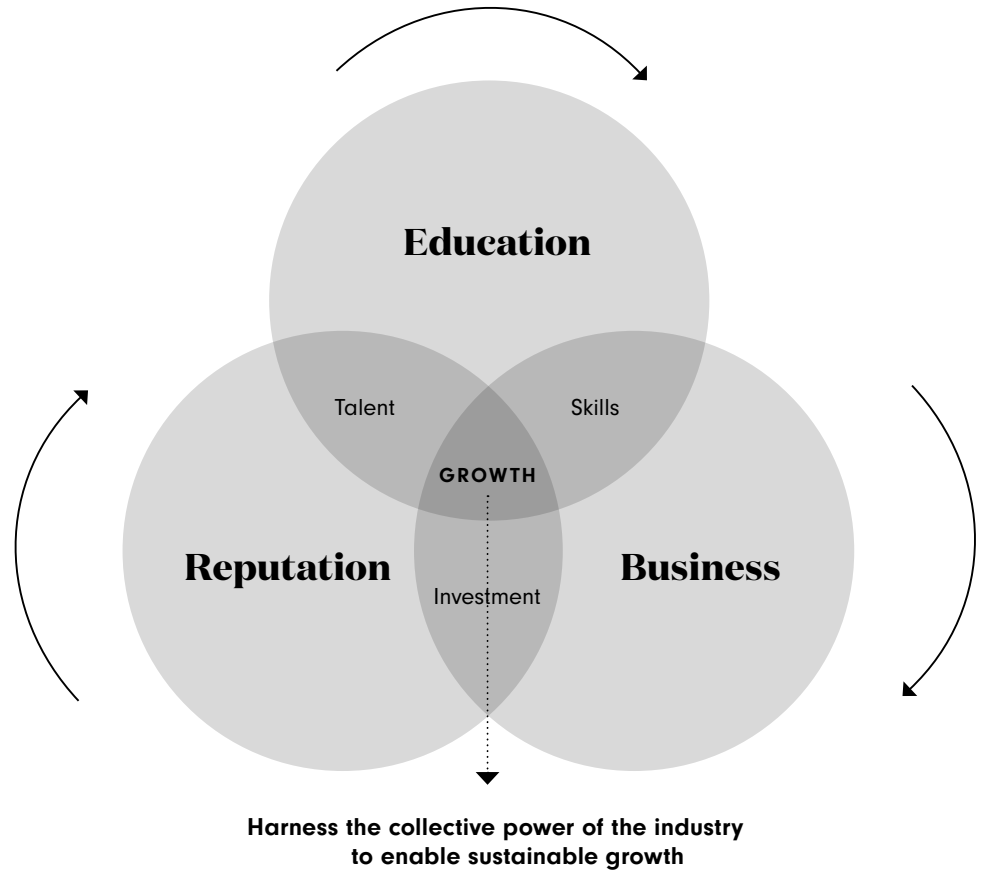 Education
Talent
Skills
GROWTH
Reputation
Business
Investment
Harness the collective power of the industry
to enable sustainable growth